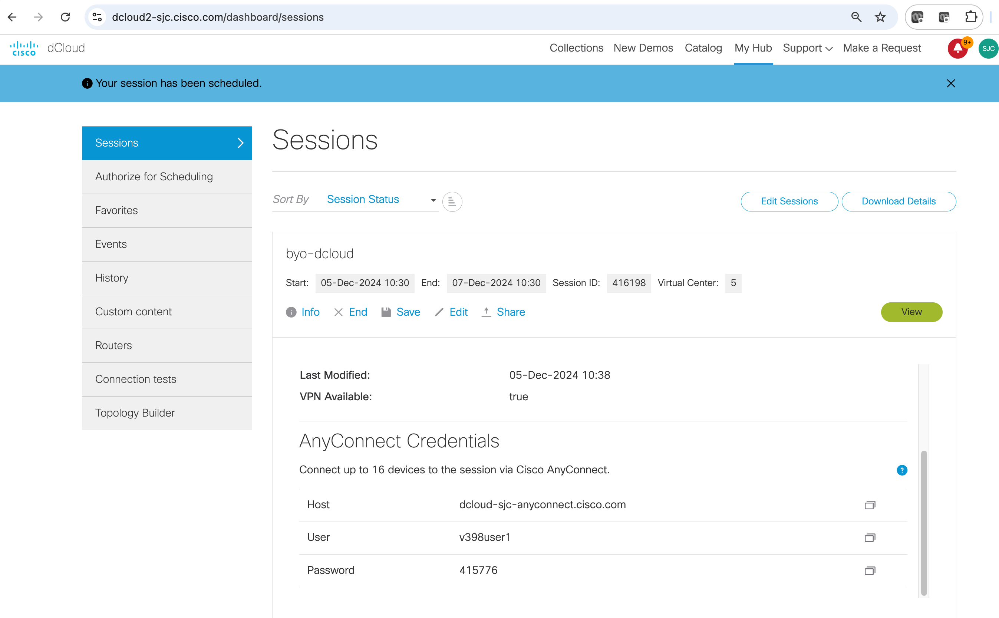 dcloud2-sjc.cisco.com/dashboard/sessions
CISCO dCloud Collections New Demos Catalog My Hub Support Make a Request 9+ SJC
Your session has been scheduled.
Sessions
Authorize for Scheduling
Favorites
Events
History
Custom content
Routers
Connection tests
Topology Builder
Sessions
Sort By Session Status Edit Sessions Download Details
byo-dcloud
Start: 05-Dec-2024 10:30 End: 07-Dec-2024 10:30 Session ID: 416198 Virtual Center: 5
Info End Save Edit Share View
Last Modified: 05-Dec-2024 10:38
VPN Available: true
AnyConnect Credentials
Connect up to 16 devices to the session via Cisco AnyConnect.
Host dcloud-sjc-anyconnect.cisco.com
User v398user1
Password 415776